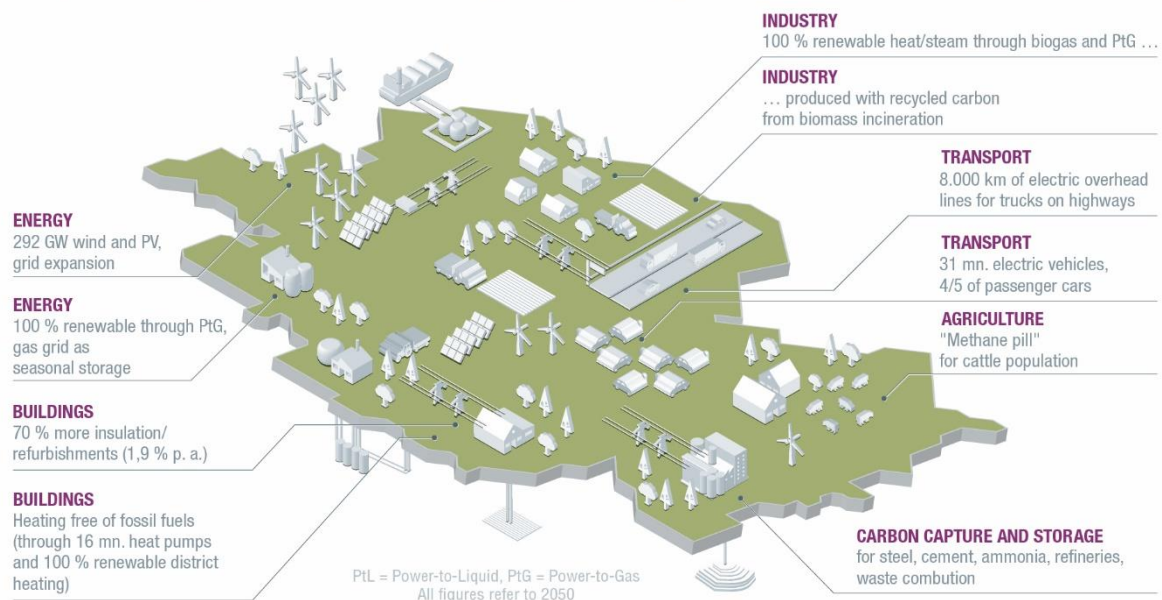 INDUSTRY
100 % renewable heat/steam through biogas and PtG ...
INDUSTRY
... produced with recycled carbon
from biomass incineration
TRANSPORT
8.000 km of electric overhead
lines for trucks on highways
TRANSPORT
31 mn. electric vehicles,
4/5 of passenger cars
AGRICULTURE
"Methane pill"
for cattle population
CARBON CAPTURE AND STORAGE
for steel, cement, ammonia, refineries,
waste combution
ENERGY
292 GW wind and PV,
grid expansion
ENERGY
100 % renewable through PtG,
gas grid as
seasonal storage
BUILDINGS
70 % more insulation/
refurbishments (1,9 % p. a.)
BUILDINGS
Heating free of fossil fuels
(through 16 mn. heat pumps
and 100 % renewable district
heating)
PtL = Power-to-Liquid, PtG = Power-to-Gas
All figures refer to 2050